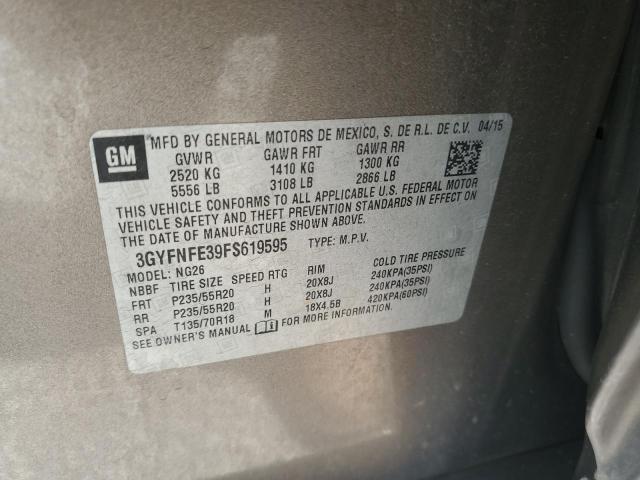 GM MFD BY GENERAL MOTORS DE MEXICO, S. DE R.L. DE C.V. 04/15
GVWR GAWR FRT GAWR RR
2520 KG 1410 KG 1300 KG
5556 LB 3108 LB 2866 LB
THIS VEHICLE CONFORMS TO ALL APPLICABLE U.S. FEDERAL MOTOR
VEHICLE SAFETY AND THEFT PREVENTION STANDARDS IN EFFECT ON
THE DATE OF MANUFACTURE SHOWN ABOVE.
3GYFNFE39FS619595 TYPE: M.P.V.
MODEL: NG26
NBBF TIRE SIZE SPEED RTG RIM COLD TIRE PRESSURE
FRT P235/55R20 H 20X8J 240KPA(35PSI)
RR P235/55R20 H 20X8J 240KPA(35PSI)
SPA T135/70R18 M 18X4.5B 420KPA(60PSI)
SEE OWNER'S MANUAL FOR MORE INFORMATION.